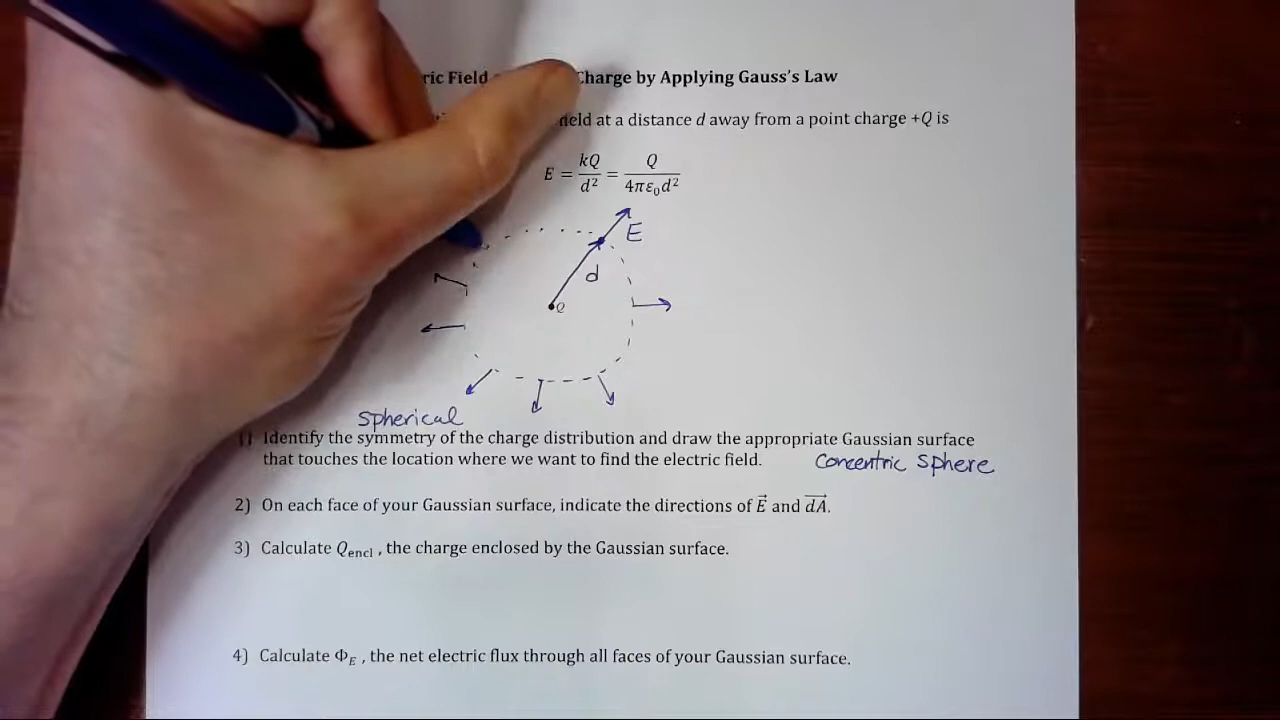 Field Charge by Applying Gauss's Law
field at a distance d away from a point charge +Q is
E = kQ/d² = Q/4πε₀d²
E
d
Q
Spherical
1) Identify the symmetry of the charge distribution and draw the appropriate Gaussian surface
that touches the location where we want to find the electric field. Concentric Sphere
2) On each face of your Gaussian surface, indicate the directions of E⃗ and dA⃗.
3) Calculate Qencl , the charge enclosed by the Gaussian surface.
4) Calculate ΦE , the net electric flux through all faces of your Gaussian surface.